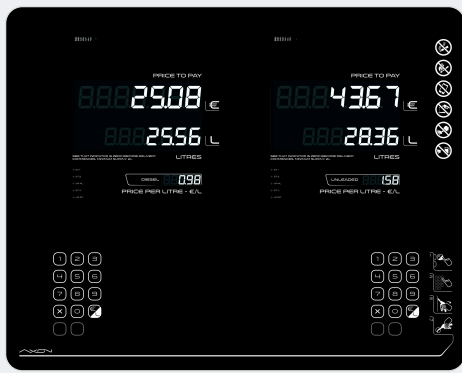 PRICE TO PAY
25.08 €
25.56 L
LITRES
DIESEL 0.98
PRICE PER LITRE - €/L
PRICE TO PAY
43.67 €
28.36 L
LITRES
UNLEADED 1.58
PRICE PER LITRE - €/L
1 2 3
4 5 6
7 8 9
X 0
1 2 3
4 5 6
7 8 9
X 0
AXON